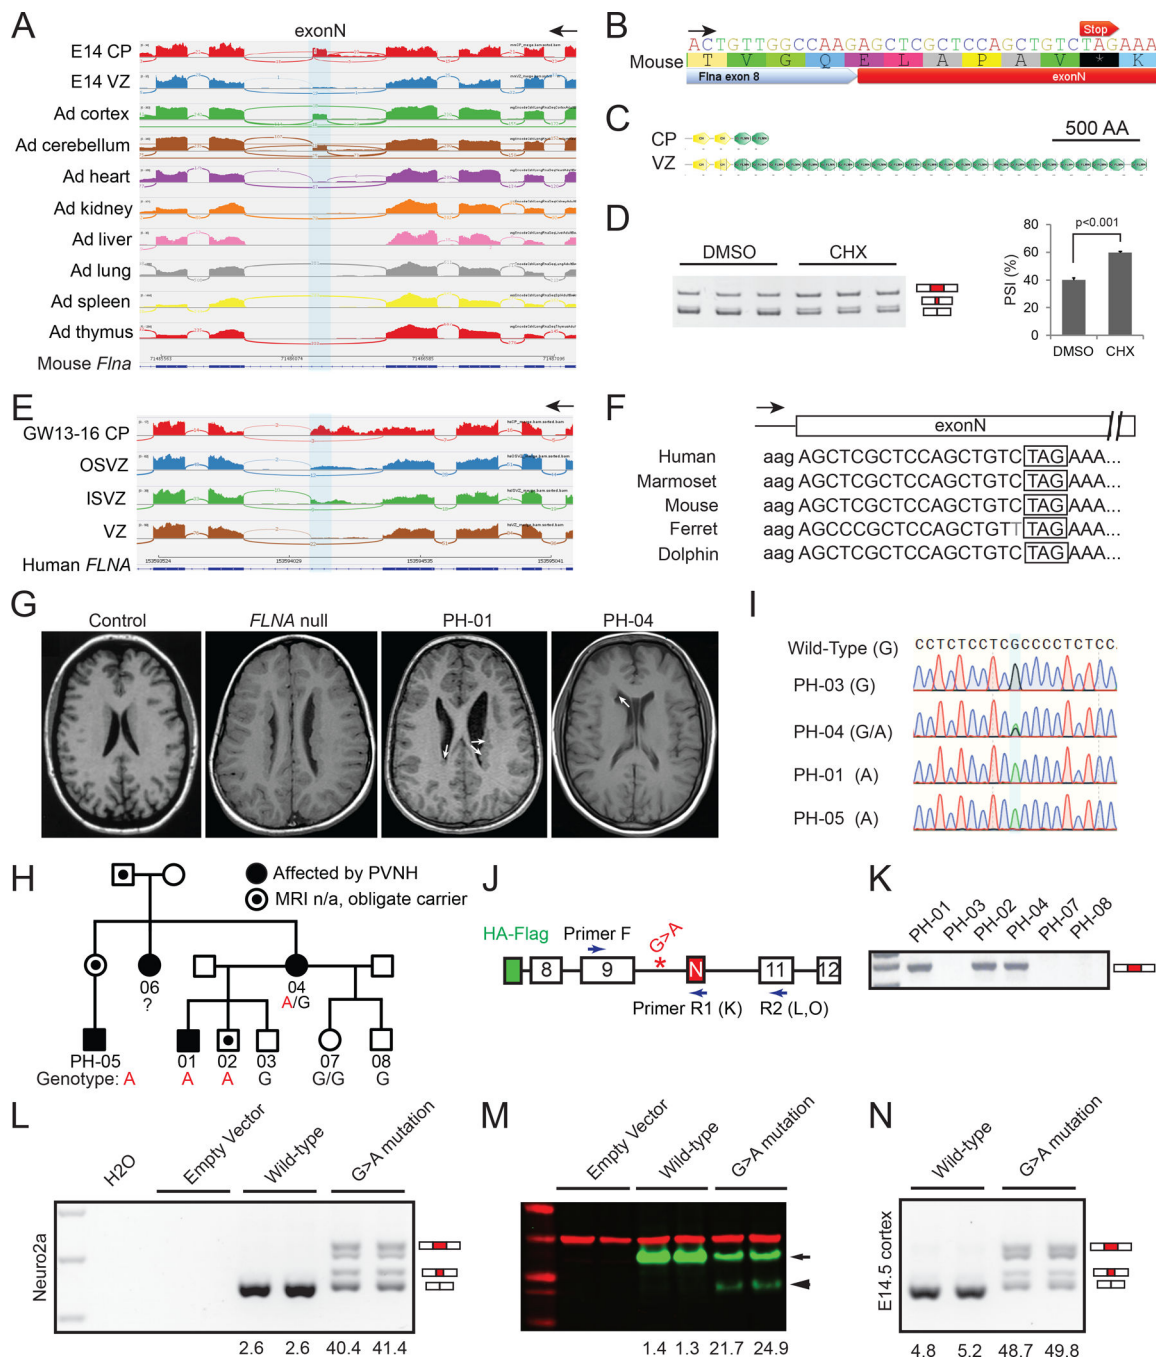 A
exonN
E14 CP
E14 VZ
Ad cortex
Ad cerebellum
Ad heart
Ad kidney
Ad liver
Ad lung
Ad spleen
Ad thymus
Mouse Flna
B
Stop
ACTGTTGGCCAAGAGCTCGCTCCAGCTGTCTAGAAA
Mouse T V G Q E L A P A V * K
Flna exon 8 exonN
C
500 AA
CP
VZ
D
DMSO CHX
p<0.001
PSI (%)
80
60
40
20
0
DMSO CHX
E
GW13-16 CP
OSVZ
ISVZ
VZ
Human FLNA
F
exonN
Human aag AGCTCGCTCCAGCTGTC TAG AAA...
Marmoset aag AGCTCGCTCCAGCTGTC TAG AAA...
Mouse aag AGCTCGCTCCAGCTGTC TAG AAA...
Ferret aag AGCCCGCTCCAGCTGTT TAG AAA...
Dolphin aag AGCTCGCTCCAGCTGTC TAG AAA...
G
Control FLNA null PH-01 PH-04
I
CCTCTCCTCGCCCCTCTCC
Wild-Type (G)
PH-03 (G)
PH-04 (G/A)
PH-01 (A)
PH-05 (A)
H
Affected by PVNH
MRI n/a, obligate carrier
06
?
04
A/G
PH-05 01 02 03 07 08
Genotype: A A A G G/G G
J
HA-Flag
Primer F
G>A
*
8 9 N 11 12
Primer R1 (K) R2 (L,O)
K
PH-01 PH-03 PH-02 PH-04 PH-07 PH-08
L
H2O Empty Vector Wild-type G>A mutation
Neuro2a
2.6 2.6 40.4 41.4
M
Empty Vector Wild-type G>A mutation
1.4 1.3 21.7 24.9
N
Wild-type G>A mutation
E14.5 cortex
4.8 5.2 48.7 49.8